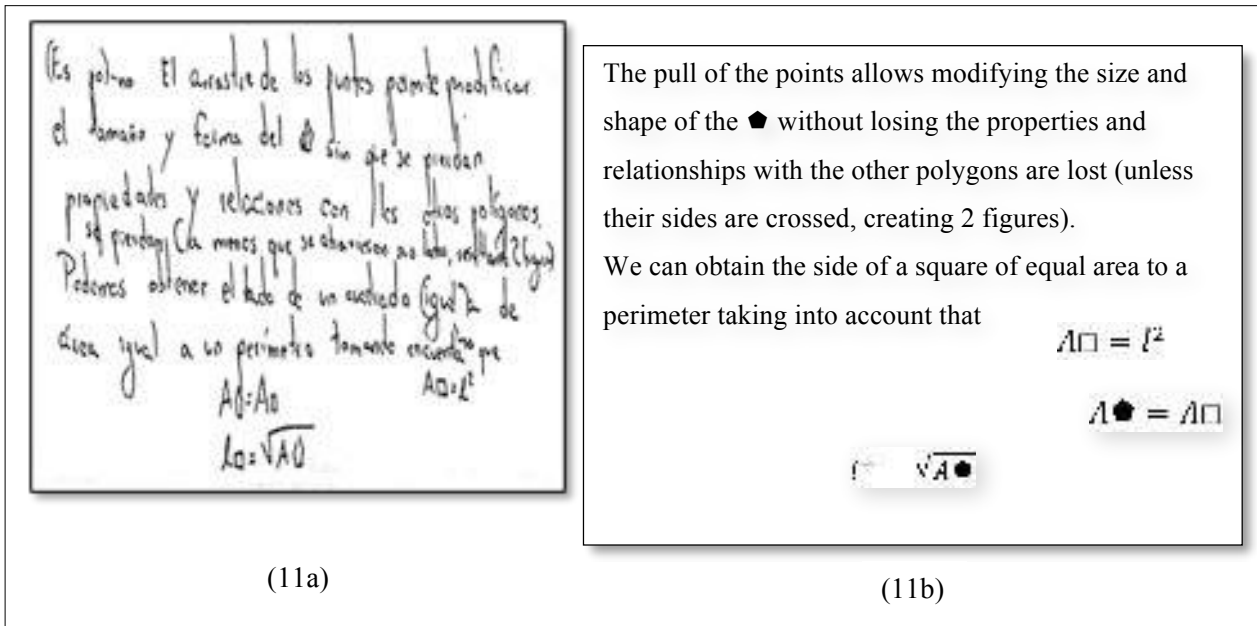 (Es pol-no El arrastre de los puntos permite modificar
el tamaño y forma del ⬠ sin que se pierdan
propiedades y relaciones con los otros polígonos,
se pierdan (a menos que se atraviesen sus lados, 2
Podemos obtener el lado de un cuadrado (igual) a de
área igual a un perímetro tomando encuenta que
A□=l²
A⬠=A□
l□=√A⬠
(11a)
The pull of the points allows modifying the size and
shape of the ⬟ without losing the properties and
relationships with the other polygons are lost (unless
their sides are crossed, creating 2 figures).
We can obtain the side of a square of equal area to a
perimeter taking into account that
A□ = l²
A⬟ = A□
√A⬟
(11b)